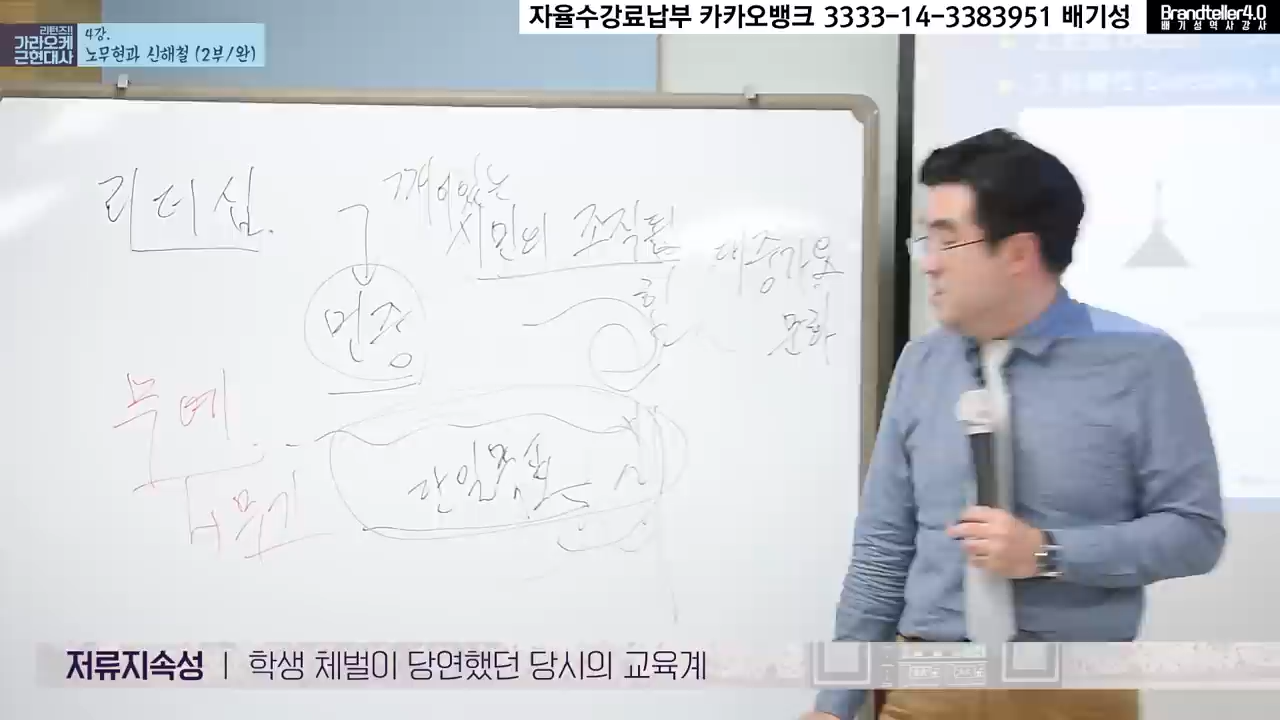 자율수강료납부 카카오뱅크 3333-14-3383951 배기성
Brandteller4.0
배기성역사강사
리턴즈!!
가라오케
근현대사
4강.
노무현과 신해철 (2부/완)
리더십.
깨어있는
시민의 조직된
힘
대중가요
문화
민중
무예
무기
단일민족
저류지속성 | 학생 체벌이 당연했던 당시의 교육계